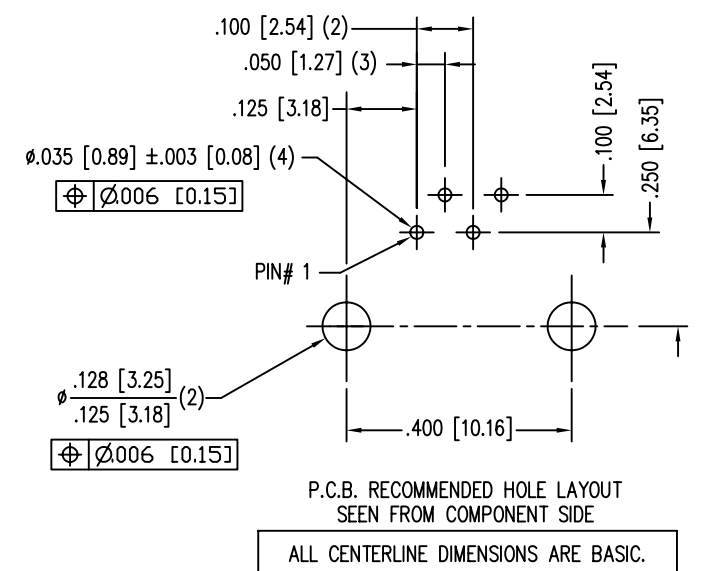 .100 [2.54] (2)
.050 [1.27] (3)
.125 [3.18]
.100 [2.54]
.250 [6.35]
ø.035 [0.89] ±.003 [0.08] (4)
⌖ Ø.006 [0.15]
PIN# 1
ø .128 [3.25]
.125 [3.18] (2)
⌖ Ø.006 [0.15]
.400 [10.16]
P.C.B. RECOMMENDED HOLE LAYOUT
SEEN FROM COMPONENT SIDE
ALL CENTERLINE DIMENSIONS ARE BASIC.